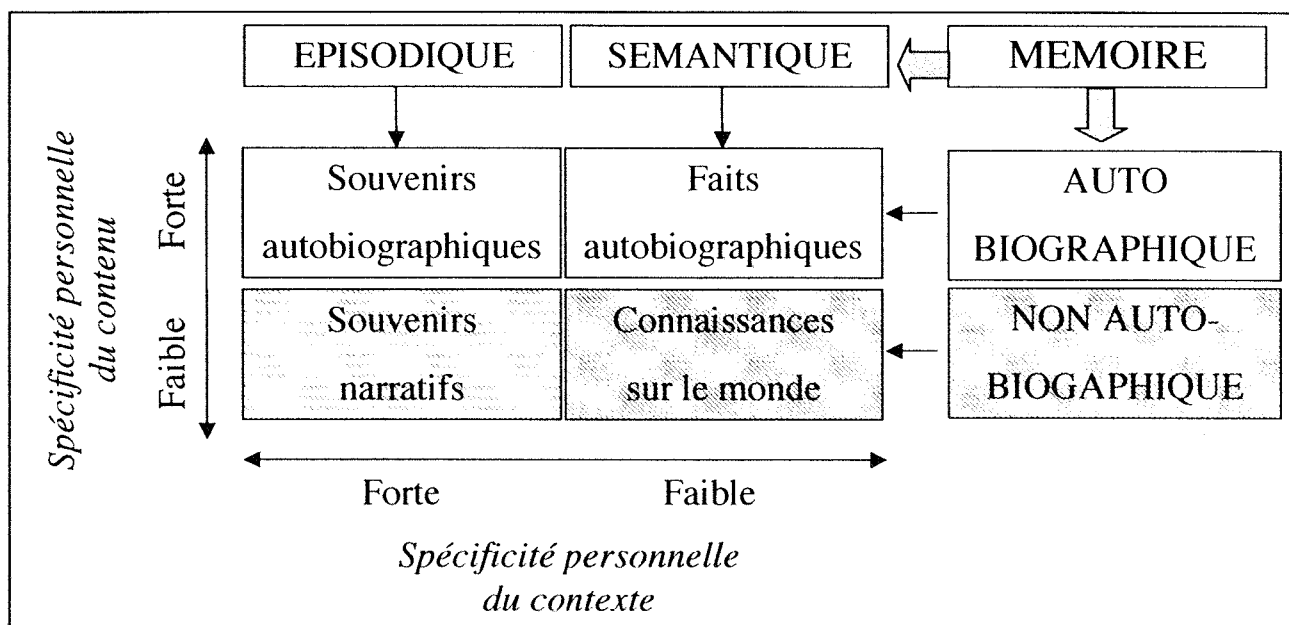 EPISODIQUE
SEMANTIQUE
MEMOIRE
Spécificité personnelle
du contenu
Forte
Faible
Souvenirs
autobiographiques
Faits
autobiographiques
AUTO
BIOGRAPHIQUE
Souvenirs
narratifs
Connaissances
sur le monde
NON AUTO-
BIOGAPHIQUE
Forte
Faible
Spécificité personnelle
du contexte